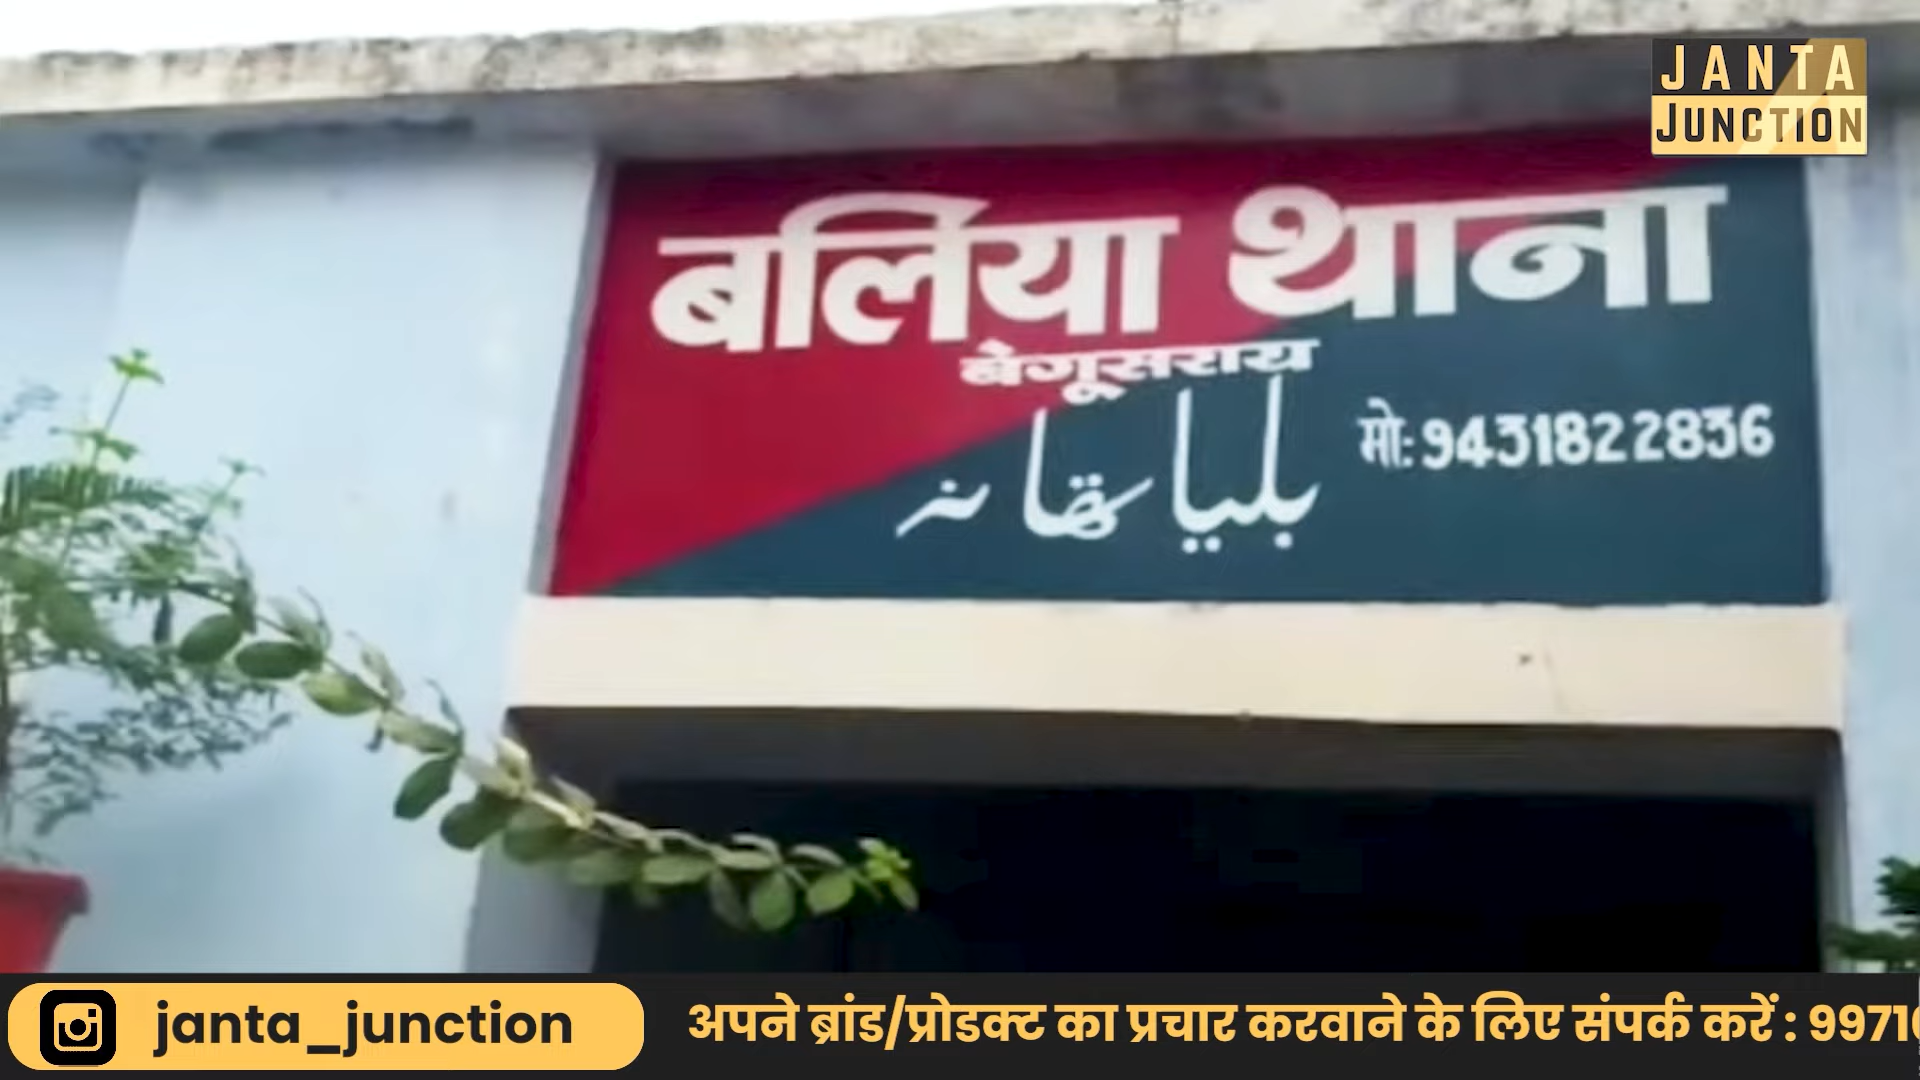 JANTA
JUNCTION
बलिया थाना
बेगूसराय
मो:9431822836
بلیا تھانہ
janta_junction
अपने ब्रांड/प्रोडक्ट का प्रचार करवाने के लिए संपर्क करें : 9971